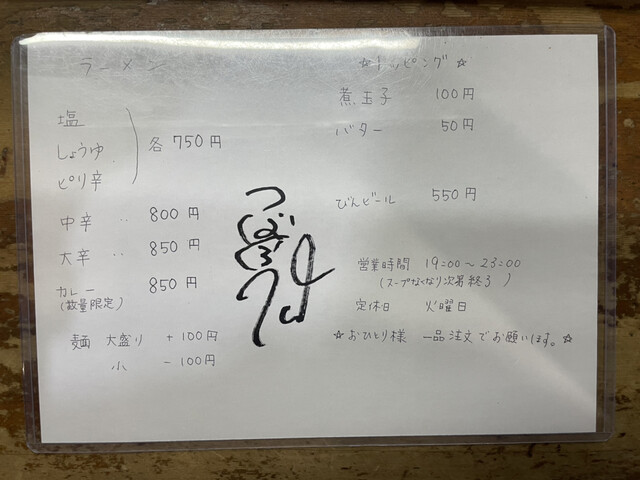 ラーメン
塩
しょうゆ
ピリ辛
各 750円
中辛 ‥ 800円
大辛 ‥ 850円
カレー 850円
(数量限定)
麺 大盛り +100円
小 -100円
☆トッピング☆
煮玉子 100円
バター 50円
びんビール 550円
営業時間 19:00〜23:00
(スープなくなり次第終了)
定休日 火曜日
☆おひとり様 一品注文でお願いします。☆
つばさ